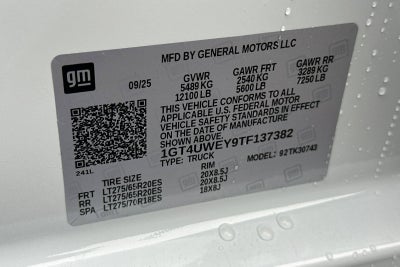 gm
MFD BY GENERAL MOTORS LLC
09/25 GVWR GAWR FRT GAWR RR
5489 KG 2540 KG 3289 KG
12100 LB 5600 LB 7250 LB
THIS VEHICLE CONFORMS TO ALL
APPLICABLE U.S. FEDERAL MOTOR
VEHICLE SAFETY STANDARDS IN EFFECT
ON THE DATE OF MANUFACTURE
1GT4UWEY9TF137382
TYPE: TRUCK MODEL: 92TK30743
241L
TIRE SIZE RIM
FRT LT275/65R20ES 20X8.5J
RR LT275/65R20ES 20X8.5J
SPA LT275/70R18ES 18X8J